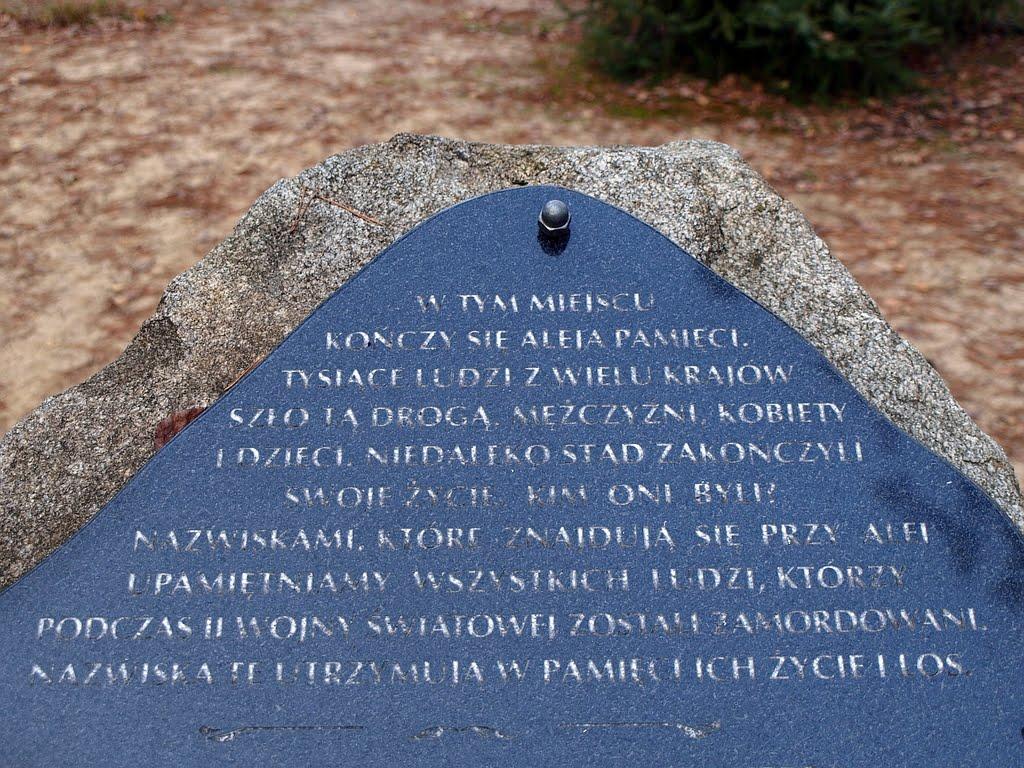 W TYM MIEJSCU
KOŃCZY SIĘ ALEJA PAMIĘCI.
TYSIĄCE LUDZI Z WIELU KRAJÓW
SZŁO TĄ DROGĄ. MĘŻCZYŹNI, KOBIETY
I DZIECI. NIEDALEKO STĄD ZAKOŃCZYLI
SWOJE ŻYCIE. KIM ONI BYLI?
NAZWISKAMI, KTÓRE ZNAJDUJĄ SIĘ PRZY ALEI
UPAMIĘTNIAMY WSZYSTKICH LUDZI, KTÓRZY
PODCZAS II WOJNY ŚWIATOWEJ ZOSTALI ZAMORDOWANI.
NAZWISKA TE UTRZYMUJĄ W PAMIĘCI ICH ŻYCIE I LOS.